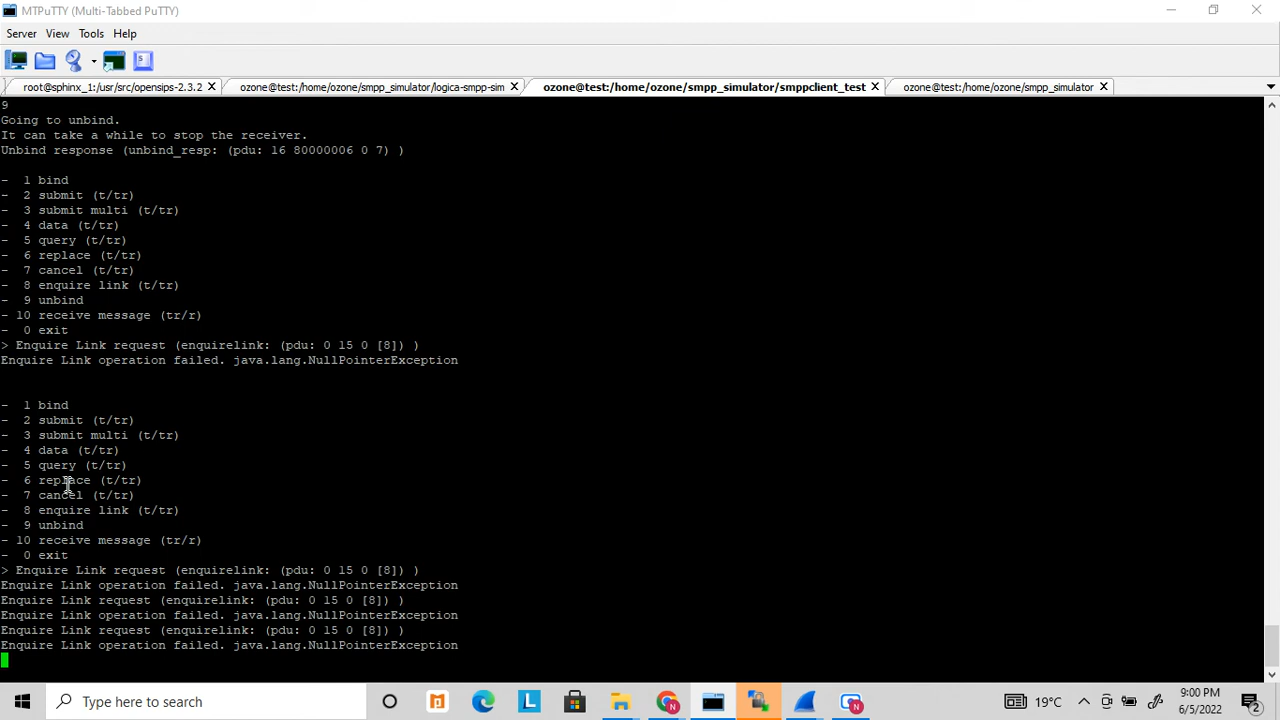 MTPuTTY (Multi-Tabbed PuTTY)
Server View Tools Help
root@sphinx_1:/usr/src/opensips-2.3.2
ozone@test:/home/ozone/smpp_simulator/logica-smpp-sim
ozone@test:/home/ozone/smpp_simulator/smppclient_test
ozone@test:/home/ozone/smpp_simulator
9
Going to unbind.
It can take a while to stop the receiver.
Unbind response (unbind_resp: (pdu: 16 80000006 0 7) )
- 1 bind
- 2 submit (t/tr)
- 3 submit multi (t/tr)
- 4 data (t/tr)
- 5 query (t/tr)
- 6 replace (t/tr)
- 7 cancel (t/tr)
- 8 enquire link (t/tr)
- 9 unbind
- 10 receive message (tr/r)
- 0 exit
> Enquire Link request (enquirelink: (pdu: 0 15 0 [8]) )
Enquire Link operation failed. java.lang.NullPointerException
- 1 bind
- 2 submit (t/tr)
- 3 submit multi (t/tr)
- 4 data (t/tr)
- 5 query (t/tr)
- 6 replace (t/tr)
- 7 cancel (t/tr)
- 8 enquire link (t/tr)
- 9 unbind
- 10 receive message (tr/r)
- 0 exit
> Enquire Link request (enquirelink: (pdu: 0 15 0 [8]) )
Enquire Link operation failed. java.lang.NullPointerException
Enquire Link request (enquirelink: (pdu: 0 15 0 [8]) )
Enquire Link operation failed. java.lang.NullPointerException
Enquire Link request (enquirelink: (pdu: 0 15 0 [8]) )
Enquire Link operation failed. java.lang.NullPointerException
Type here to search
19°C
9:00 PM
6/5/2022
2